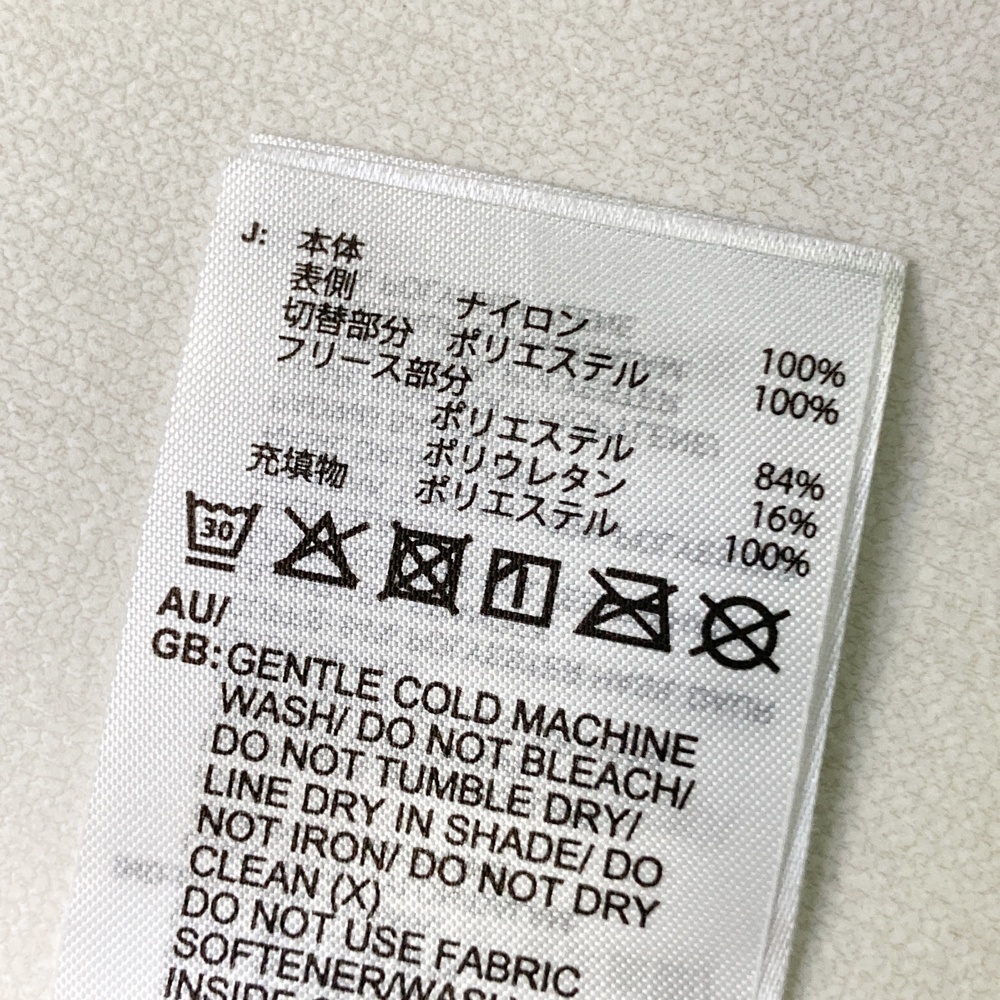 J: 本体
表側 ナイロン 100%
切替部分 ポリエステル 100%
フリース部分
ポリエステル 84%
ポリウレタン 16%
充填物 ポリエステル 100%
30
AU/
GB: GENTLE COLD MACHINE
WASH/ DO NOT BLEACH/
DO NOT TUMBLE DRY/
LINE DRY IN SHADE/ DO
NOT IRON/ DO NOT DRY
CLEAN (X)
DO NOT USE FABRIC
SOFTENER/WASH
INSIDE